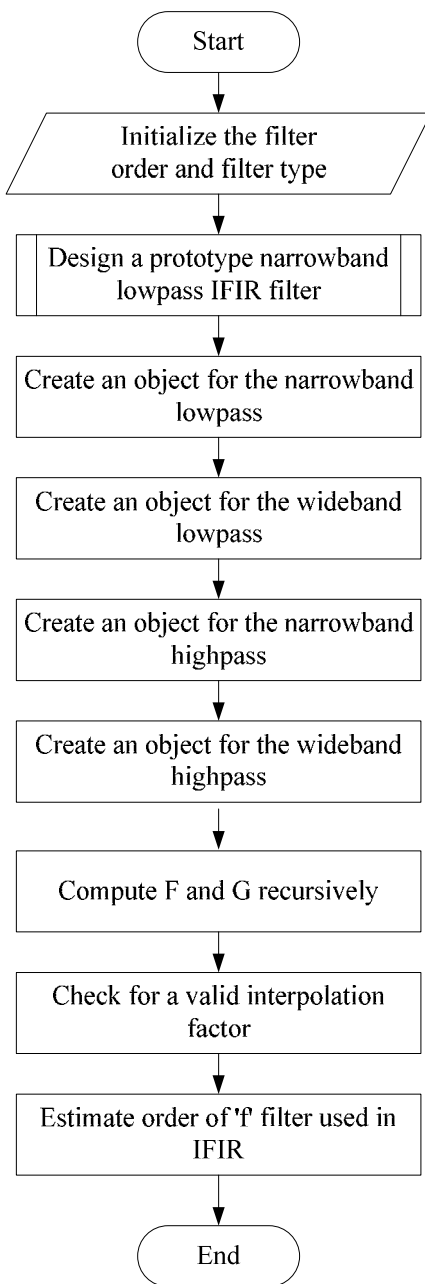 Start
Initialize the filter
order and filter type
Design a prototype narrowband
lowpass IFIR filter
Create an object for the narrowband
lowpass
Create an object for the wideband
lowpass
Create an object for the narrowband
highpass
Create an object for the wideband
highpass
Compute F and G recursively
Check for a valid interpolation
factor
Estimate order of 'f' filter used in
IFIR
End